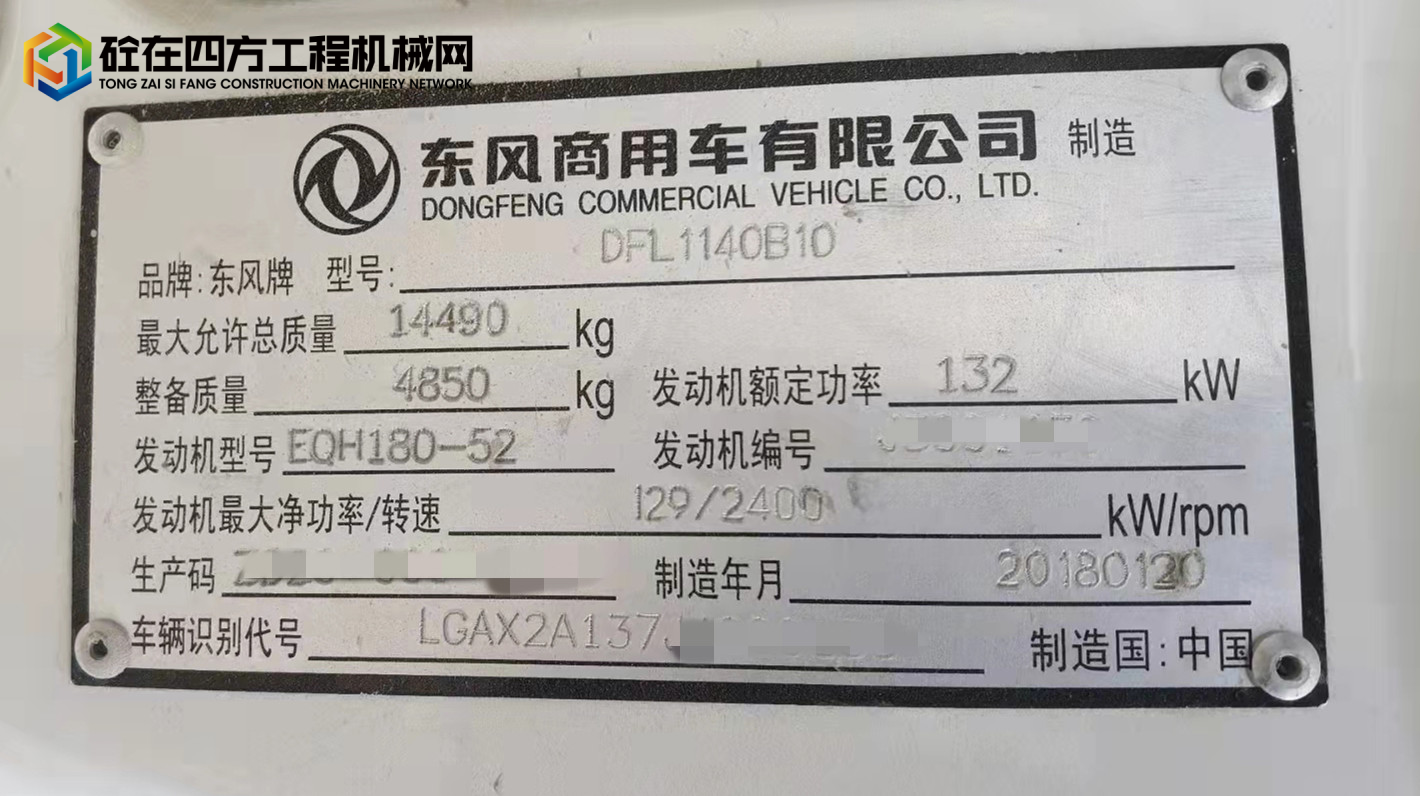 砼在四方工程机械网
TONG ZAI SI FANG CONSTRUCTION MACHINERY NETWORK
东风商用车有限公司 制造
DONGFENG COMMERCIAL VEHICLE CO., LTD.
品牌:东风牌 型号: DFL1140B10
最大允许总质量 14490 kg
整备质量 4850 kg 发动机额定功率 132 kW
发动机型号 EQH180-52 发动机编号
发动机最大净功率/转速 129/2400 kW/rpm
生产码 制造年月 20180120
车辆识别代号 LGAX2A137J 制造国:中国